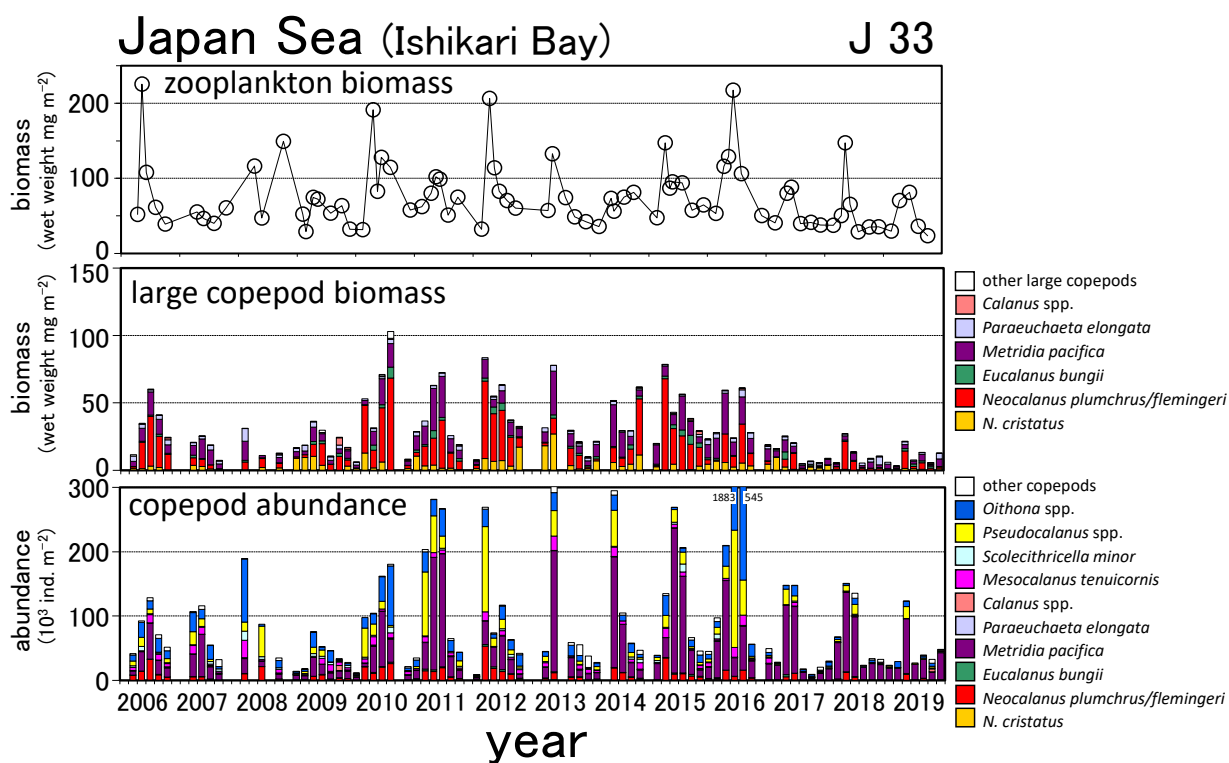 Japan Sea (Ishikari Bay) J 33
zooplankton biomass
biomass
(wet weight mg m⁻²)
200
100
0
large copepod biomass
biomass
(wet weight mg m⁻²)
150
100
50
0
other large copepods
Calanus spp.
Paraeuchaeta elongata
Metridia pacifica
Eucalanus bungii
Neocalanus plumchrus/flemingeri
N. cristatus
copepod abundance
abundance
(10³ ind. m⁻²)
300
200
100
0
1883 545
other copepods
Oithona spp.
Pseudocalanus spp.
Scolecithricella minor
Mesocalanus tenuicornis
Calanus spp.
Paraeuchaeta elongata
Metridia pacifica
Eucalanus bungii
Neocalanus plumchrus/flemingeri
N. cristatus
2006 2007 2008 2009 2010 2011 2012 2013 2014 2015 2016 2017 2018 2019
year